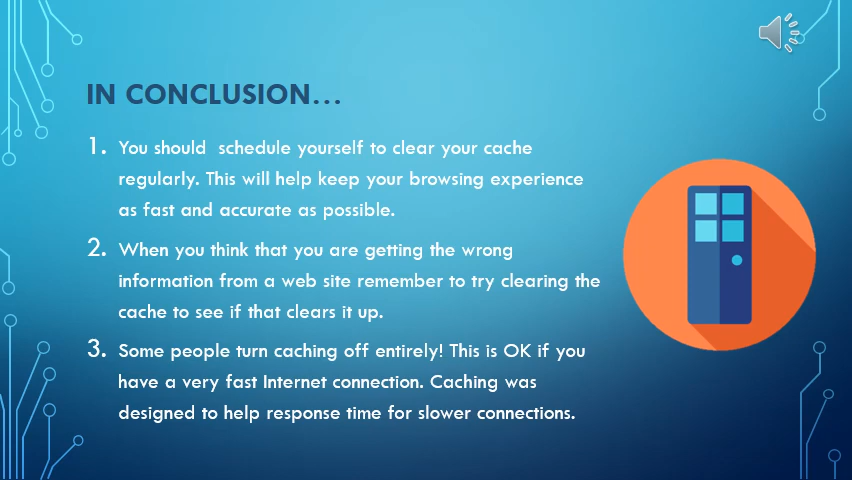 IN CONCLUSION…
1. You should  schedule yourself to clear your cache
regularly. This will help keep your browsing experience
as fast and accurate as possible.
2. When you think that you are getting the wrong
information from a web site remember to try clearing the
cache to see if that clears it up.
3. Some people turn caching off entirely! This is OK if you
have a very fast Internet connection. Caching was
designed to help response time for slower connections.